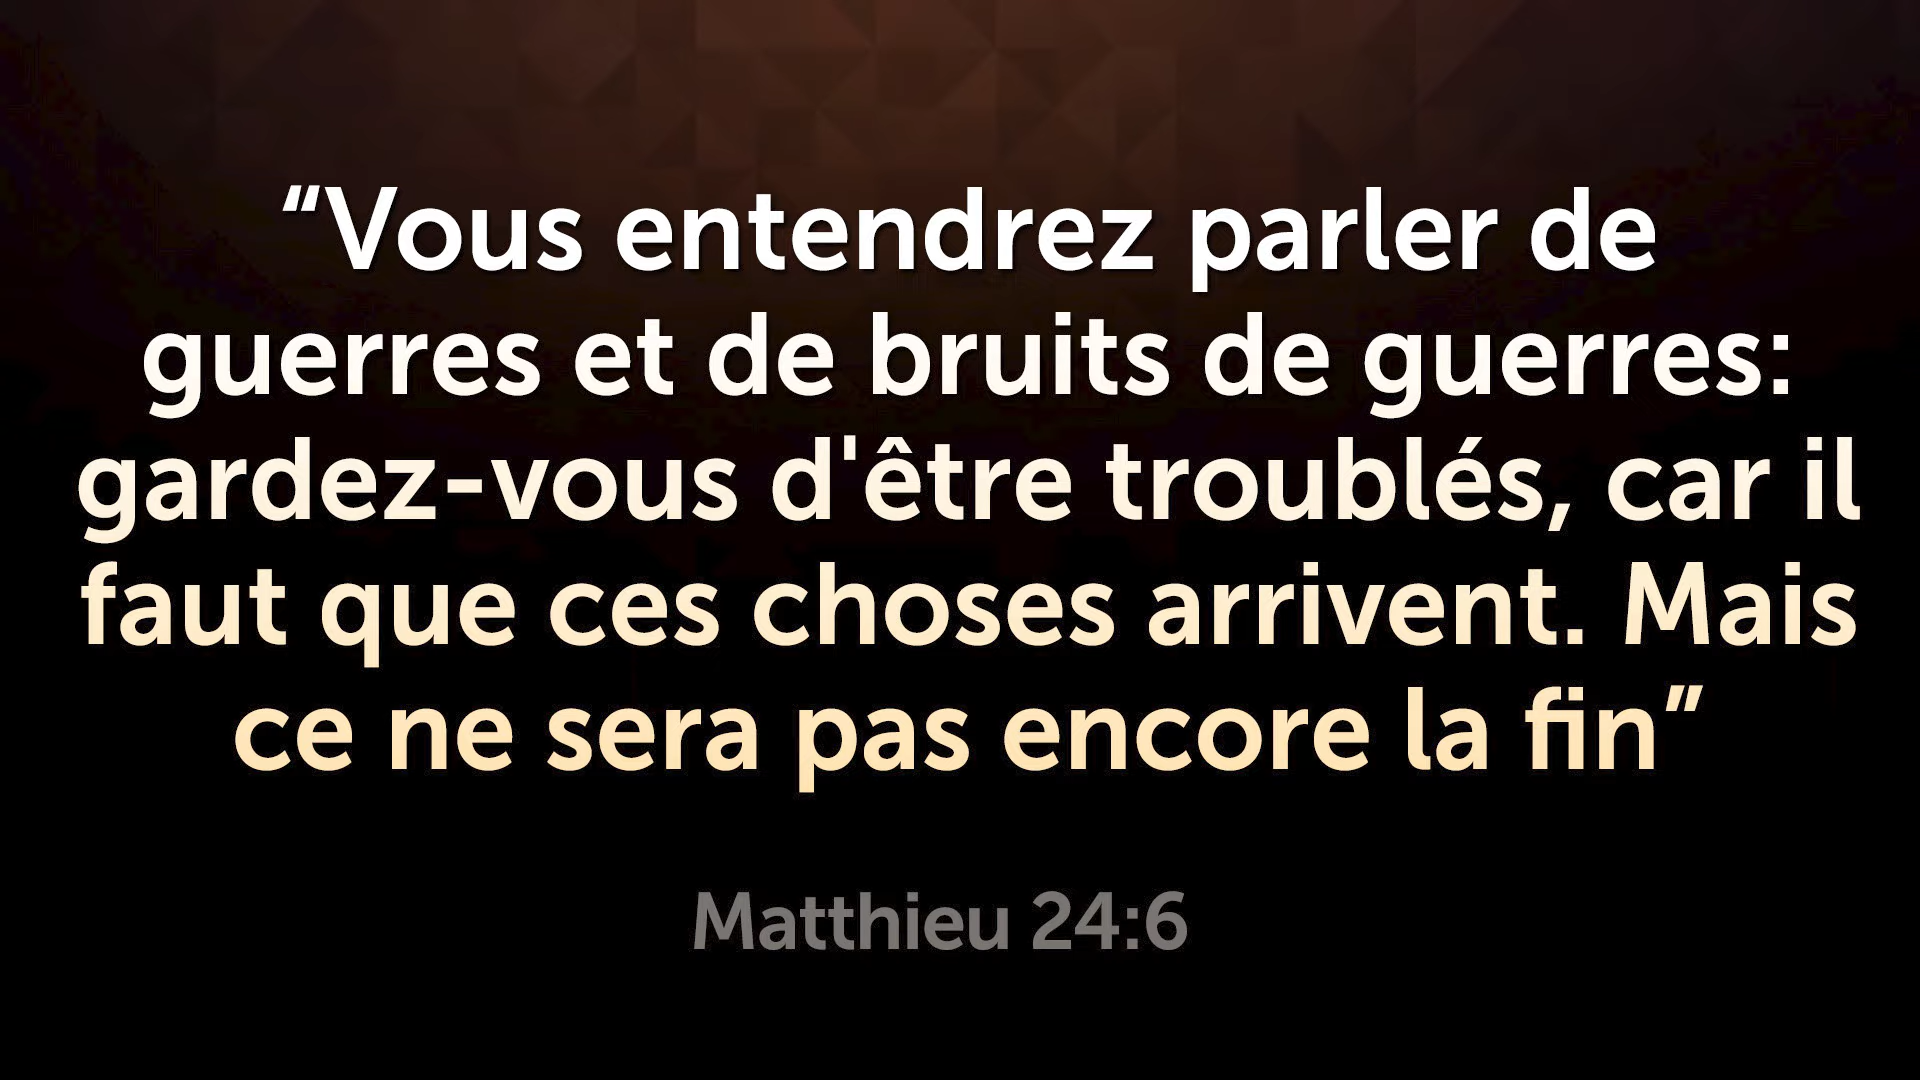 “Vous entendrez parler de
guerres et de bruits de guerres:
gardez-vous d'être troublés, car il
faut que ces choses arrivent. Mais
ce ne sera pas encore la fin”
Matthieu 24:6